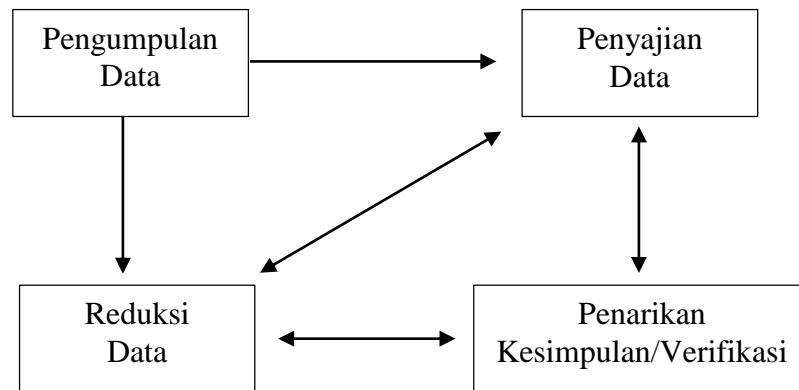 Pengumpulan
Data
Penyajian
Data
Reduksi
Data
Penarikan
Kesimpulan/Verifikasi